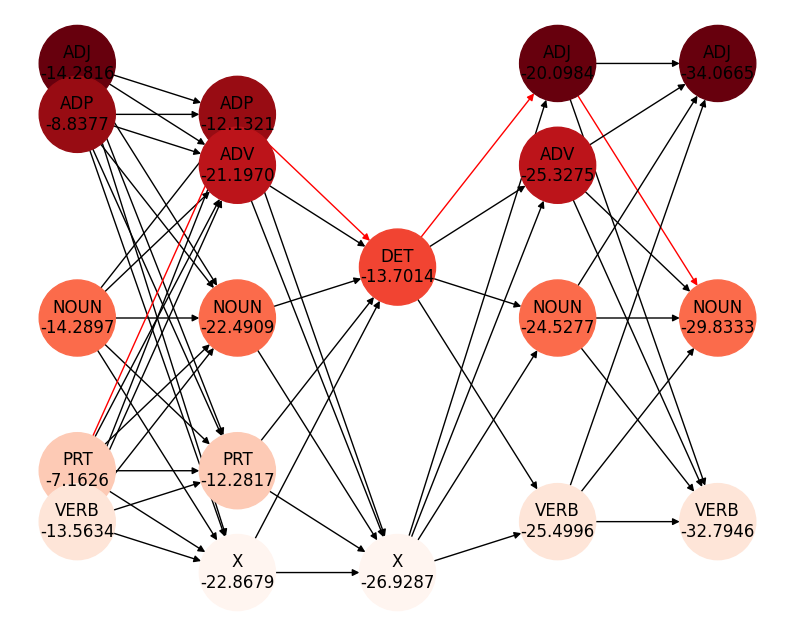 ADJ
-14.2816
ADP
-8.8377
NOUN
-14.2897
PRT
-7.1626
VERB
-13.5634
ADP
-12.1321
ADV
-21.1970
NOUN
-22.4909
PRT
-12.2817
X
-22.8679
DET
-13.7014
X
-26.9287
ADJ
-20.0984
ADV
-25.3275
NOUN
-24.5277
VERB
-25.4996
ADJ
-34.0665
NOUN
-29.8333
VERB
-32.7946